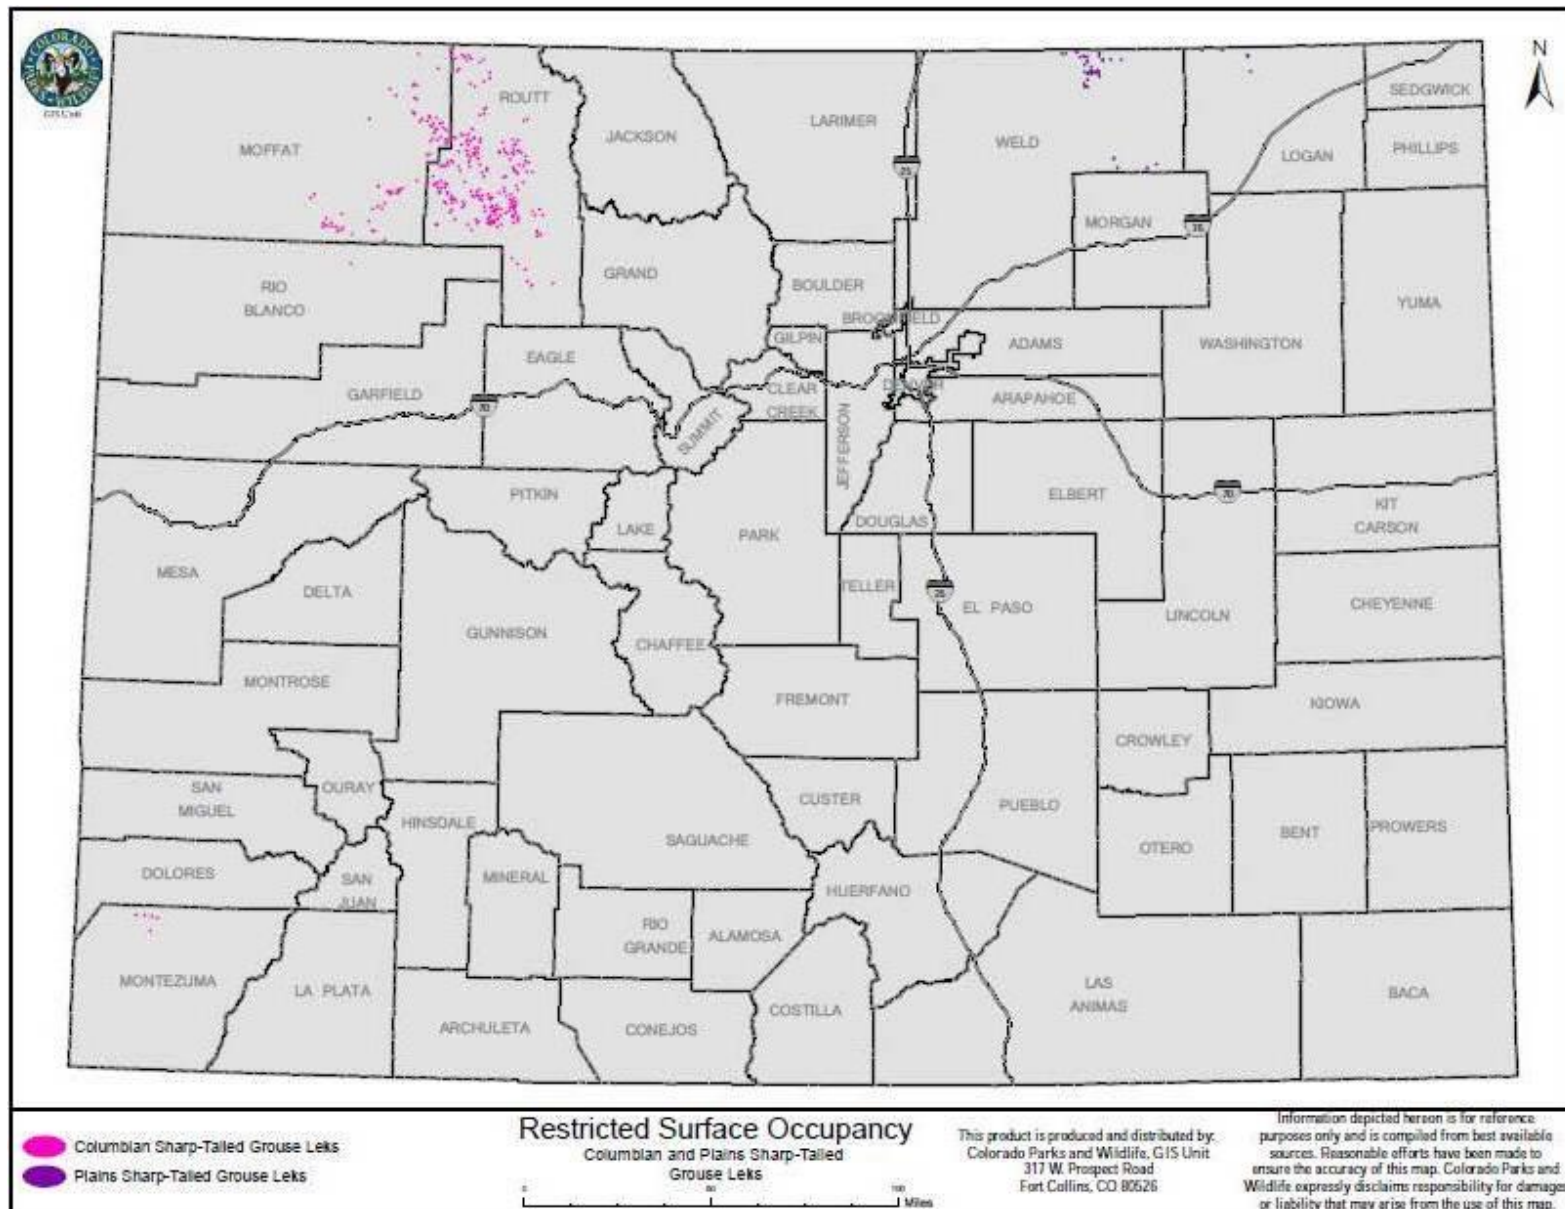 COLORADO
PARKS & WILDLIFE
GIS Unit
N
ROUTT
SEDGWICK
LARIMER
JACKSON
WELD
MOFFAT
LOGAN
PHILLIPS
25
MORGAN
GRAND
RIO
BLANCO
BOULDER
YUMA
BROOMFIELD
GILPIN
ADAMS
WASHINGTON
EAGLE
GARFIELD
CLEAR
CREEK
DENVER
ARAPAHOE
70
SUMMIT
JEFFERSON
PITKIN
ELBERT
70
KIT
CARSON
LAKE
DOUGLAS
PARK
MESA
DELTA
TELLER
25
EL PASO
LINCOLN
CHEYENNE
GUNNISON
CHAFFEE
MONTROSE
FREMONT
KIOWA
CROWLEY
SAN
MIGUEL
OURAY
CUSTER
PUEBLO
HINSDALE
SAGUACHE
BENT
PROWERS
OTERO
DOLORES
SAN
JUAN
MINERAL
HUERFANO
RIO
GRANDE
ALAMOSA
MONTEZUMA
LA PLATA
LAS
ANIMAS
BACA
COSTILLA
ARCHULETA
CONEJOS
Columbian Sharp-Tailed Grouse Leks
Plains Sharp-Tailed Grouse Leks
Restricted Surface Occupancy
Columbian and Plains Sharp-Tailed
Grouse Leks
0 50 100
Miles
This product is produced and distributed by:
Colorado Parks and Wildlife, GIS Unit
317 W. Prospect Road
Fort Collins, CO 80526
Information depicted hereon is for reference
purposes only and is compiled from best available
sources. Reasonable efforts have been made to
ensure the accuracy of this map. Colorado Parks and
Wildlife expressly disclaims responsibility for damages
or liability that may arise from the use of this map.